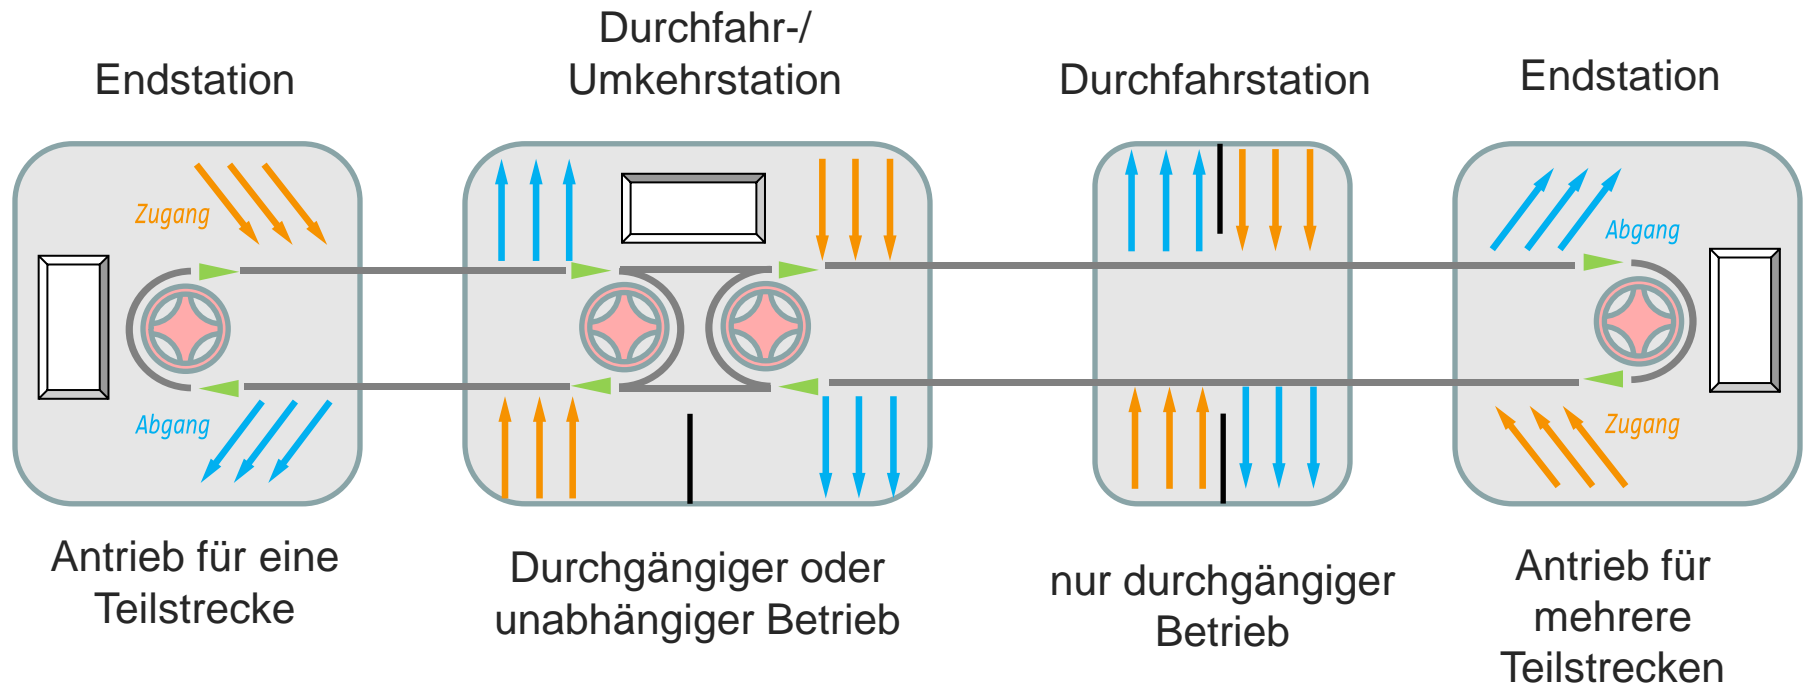 Endstation
Durchfahr-/
Umkehrstation
Durchfahrstation
Endstation
Zugang
Abgang
Abgang
Zugang
Antrieb für eine
Teilstrecke
Durchgängiger oder
unabhängiger Betrieb
nur durchgängiger
Betrieb
Antrieb für
mehrere
Teilstrecken